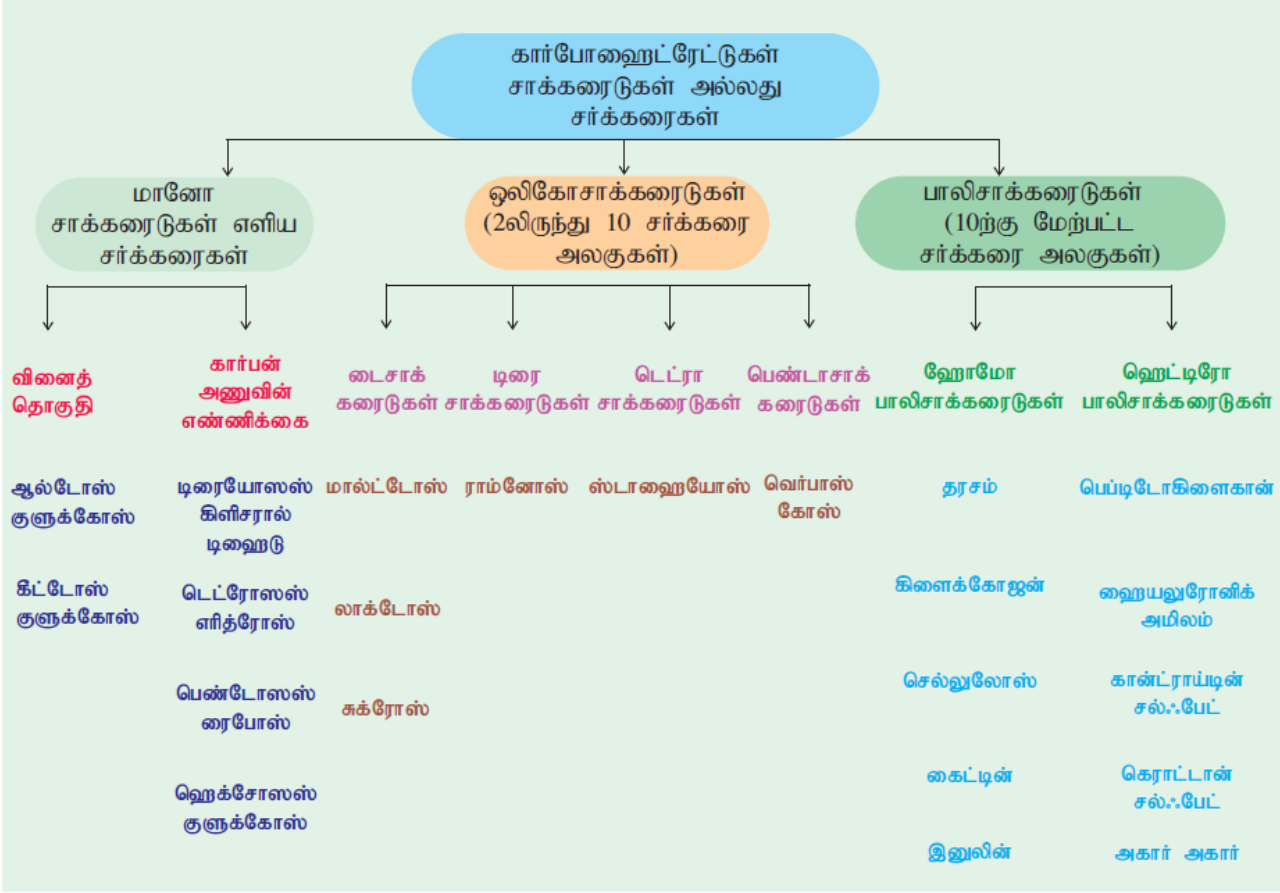 கார்போஹைட்ரேட்டுகள்
சாக்கரைடுகள் அல்லது
சர்க்கரைகள்
மானோ
சாக்கரைடுகள் எளிய
சர்க்கரைகள்
ஒலிகோசாக்கரைடுகள்
(2லிருந்து 10 சர்க்கரை
அலகுகள்)
பாலிசாக்கரைடுகள்
(10ற்கு மேற்பட்ட
சர்க்கரை அலகுகள்)
வினைத்
தொகுதி
ஆல்டோஸ்
குளுக்கோஸ்
கீட்டோஸ்
குளுக்கோஸ்
கார்பன்
அணுவின்
எண்ணிக்கை
டிரையோஸஸ்
கிளிசரால்
டிஹைடு
டெட்ரோஸஸ்
எரித்ரோஸ்
பெண்டோஸஸ்
ரைபோஸ்
ஹெக்சோஸஸ்
குளுக்கோஸ்
டைசாக்
கரைடுகள்
மால்ட்டோஸ்
லாக்டோஸ்
சுக்ரோஸ்
டிரை
சாக்கரைடுகள்
ராம்னோஸ்
டெட்ரா
சாக்கரைடுகள்
ஸ்டாஹையோஸ்
பெண்டாசாக்
கரைடுகள்
வெர்பாஸ்
கோஸ்
ஹோமோ
பாலிசாக்கரைடுகள்
தரசம்
கிளைக்கோஜன்
செல்லுலோஸ்
கைட்டின்
இனுலின்
ஹெட்டிரோ
பாலிசாக்கரைடுகள்
பெப்டிடோகிளைகான்
ஹையலுரோனிக்
அமிலம்
கான்ட்ராய்டின்
சல்ஃபேட்
கெராட்டான்
சல்ஃபேட்
அகார் அகார்